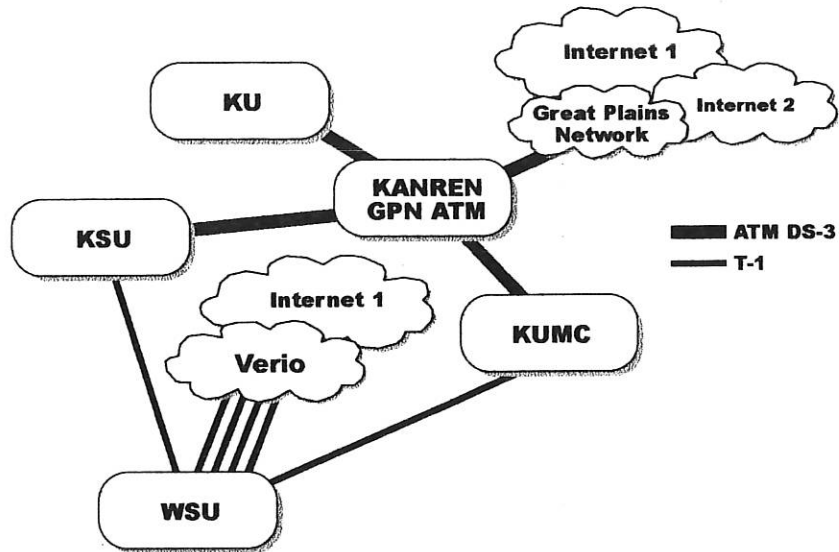 Internet 1
KU
Great Plains
Network
Internet 2
KANREN
GPN ATM
KSU
ATM DS-3
T-1
Internet 1
KUMC
Verio
WSU